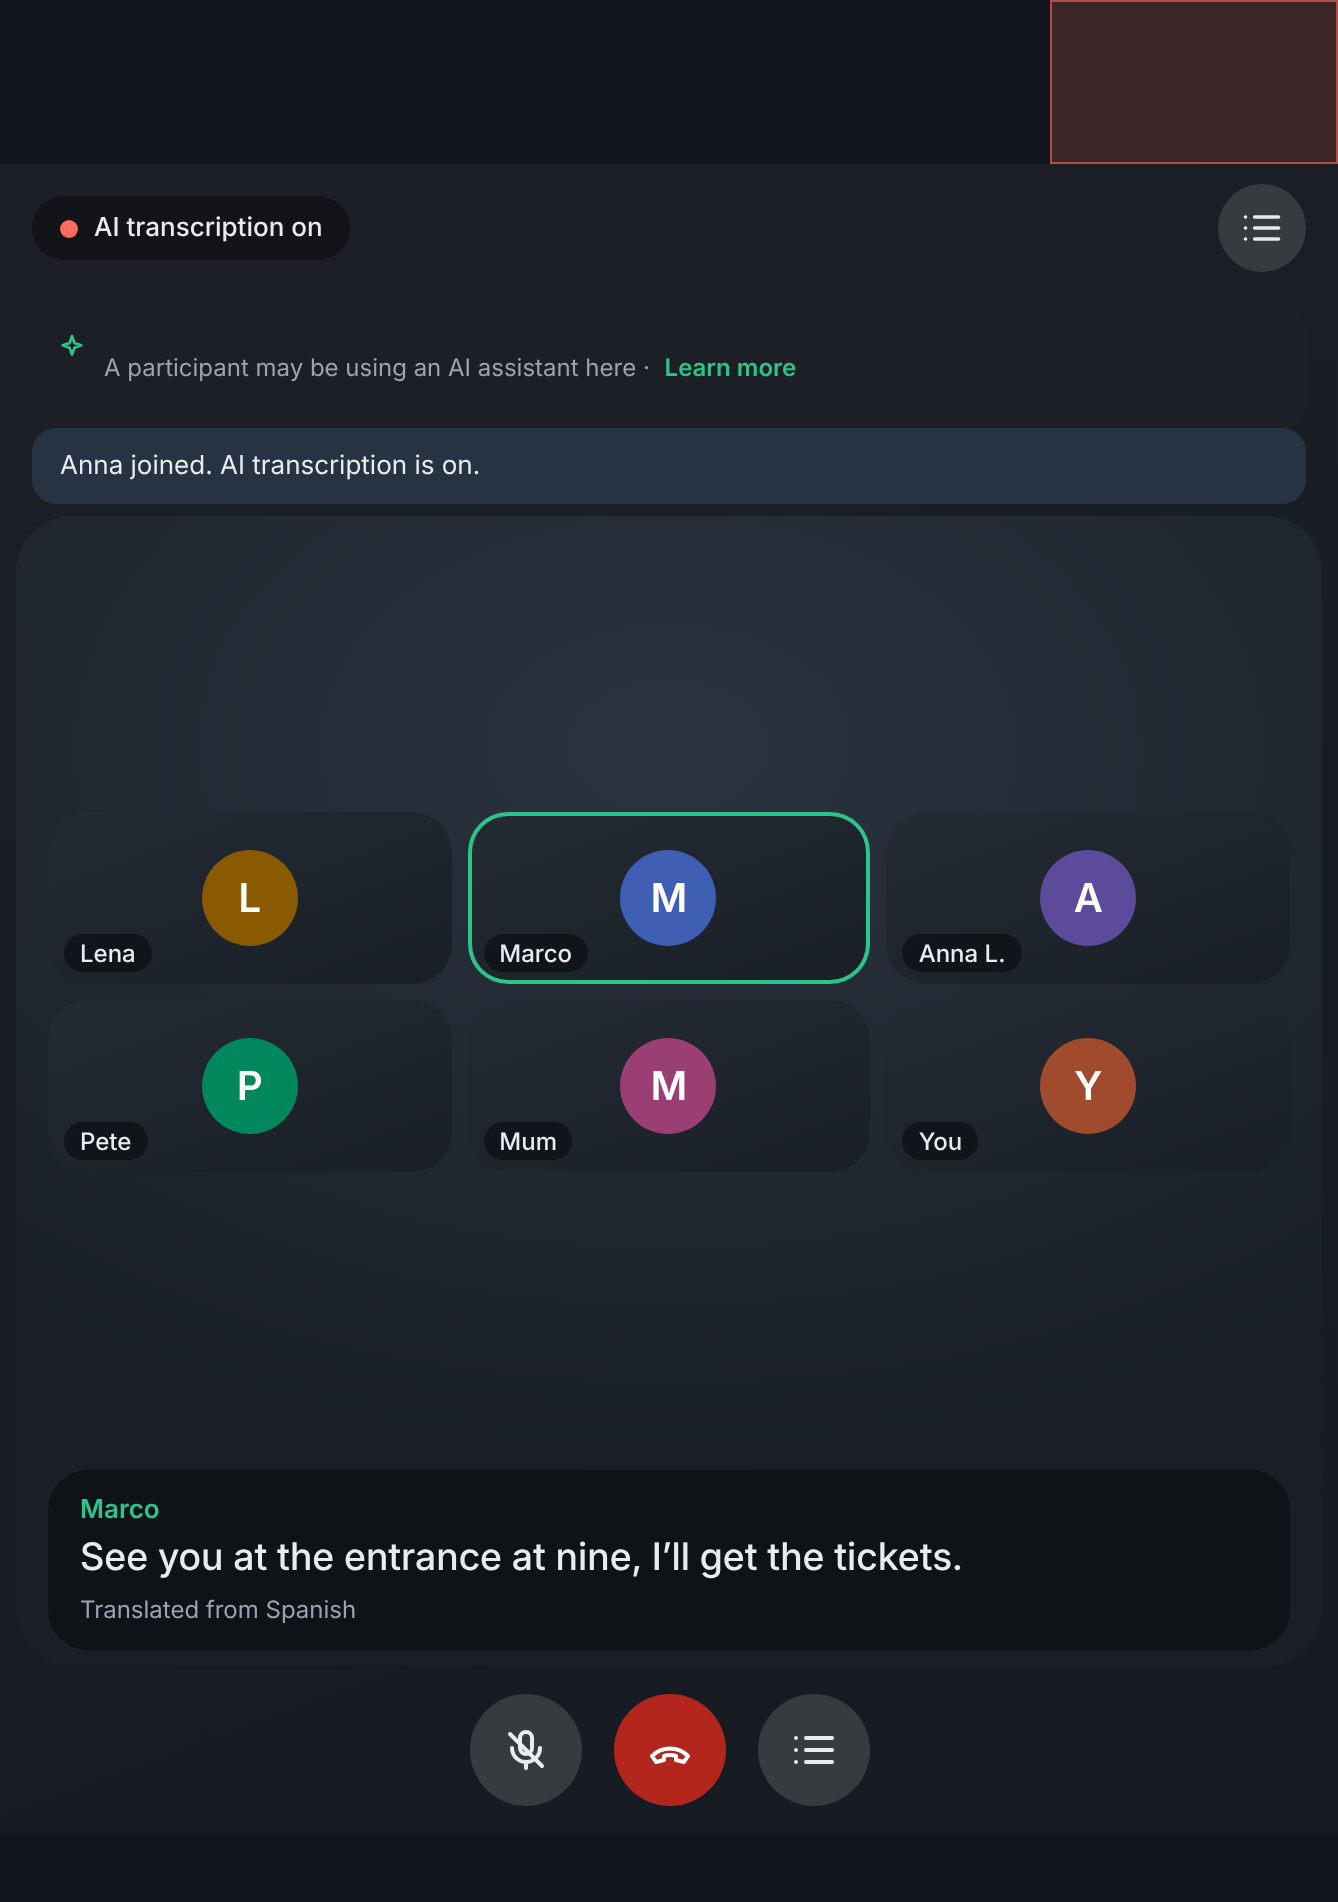 AI transcription on
A participant may be using an AI assistant here · Learn more
Anna joined. AI transcription is on.
L
Lena
M
Marco
A
Anna L.
P
Pete
M
Mum
Y
You
Marco
See you at the entrance at nine, I’ll get the tickets.
Translated from Spanish